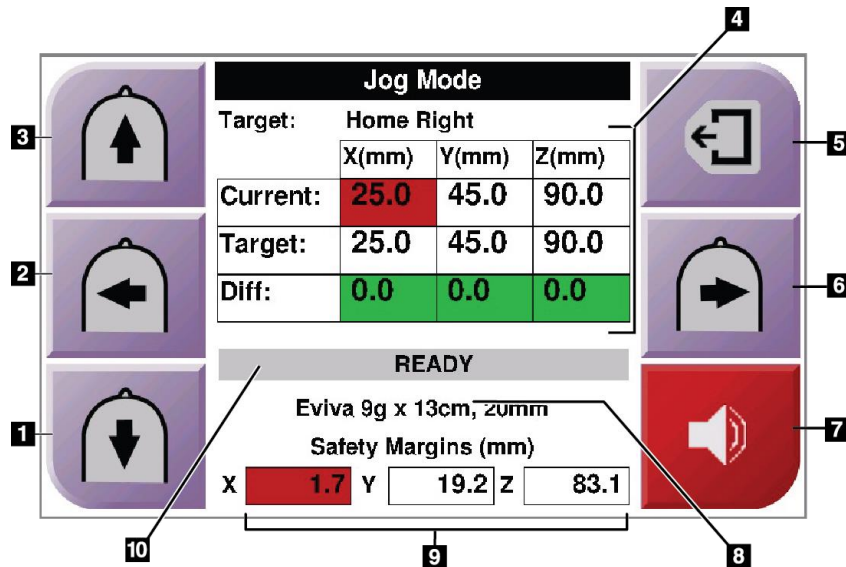 4
Jog Mode
Target: Home Right
X(mm) Y(mm) Z(mm)
Current: 25.0 45.0 90.0
Target: 25.0 45.0 90.0
Diff: 0.0 0.0 0.0
3
5
2
6
READY
Eviva 9g x 13cm, 20mm
1
7
Safety Margins (mm)
X 1.7 Y 19.2 Z 83.1
10
9
8